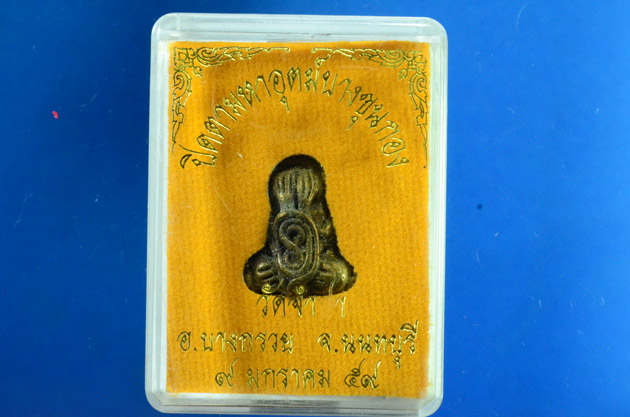 ปิดตามหาอุตม์บางขุนกอง
อ.บางกรวย จ.นนทบุรี
๙ มกราคม ๕๙